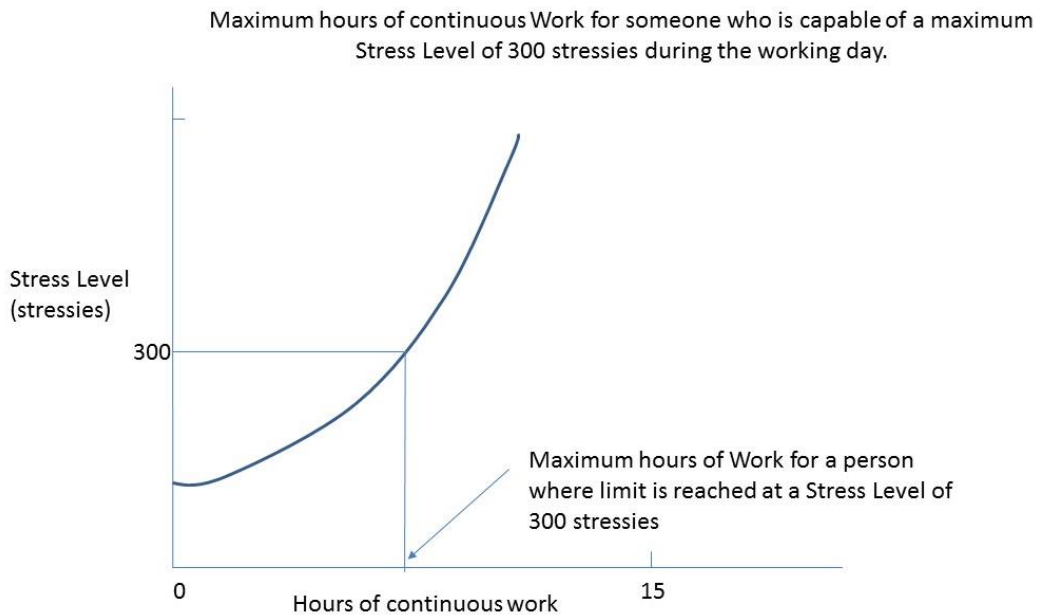 Maximum hours of continuous Work for someone who is capable of a maximum
Stress Level of 300 stressies during the working day.
Stress Level
(stressies)
300
Maximum hours of Work for a person
where limit is reached at a Stress Level of
300 stressies
0
15
Hours of continuous work